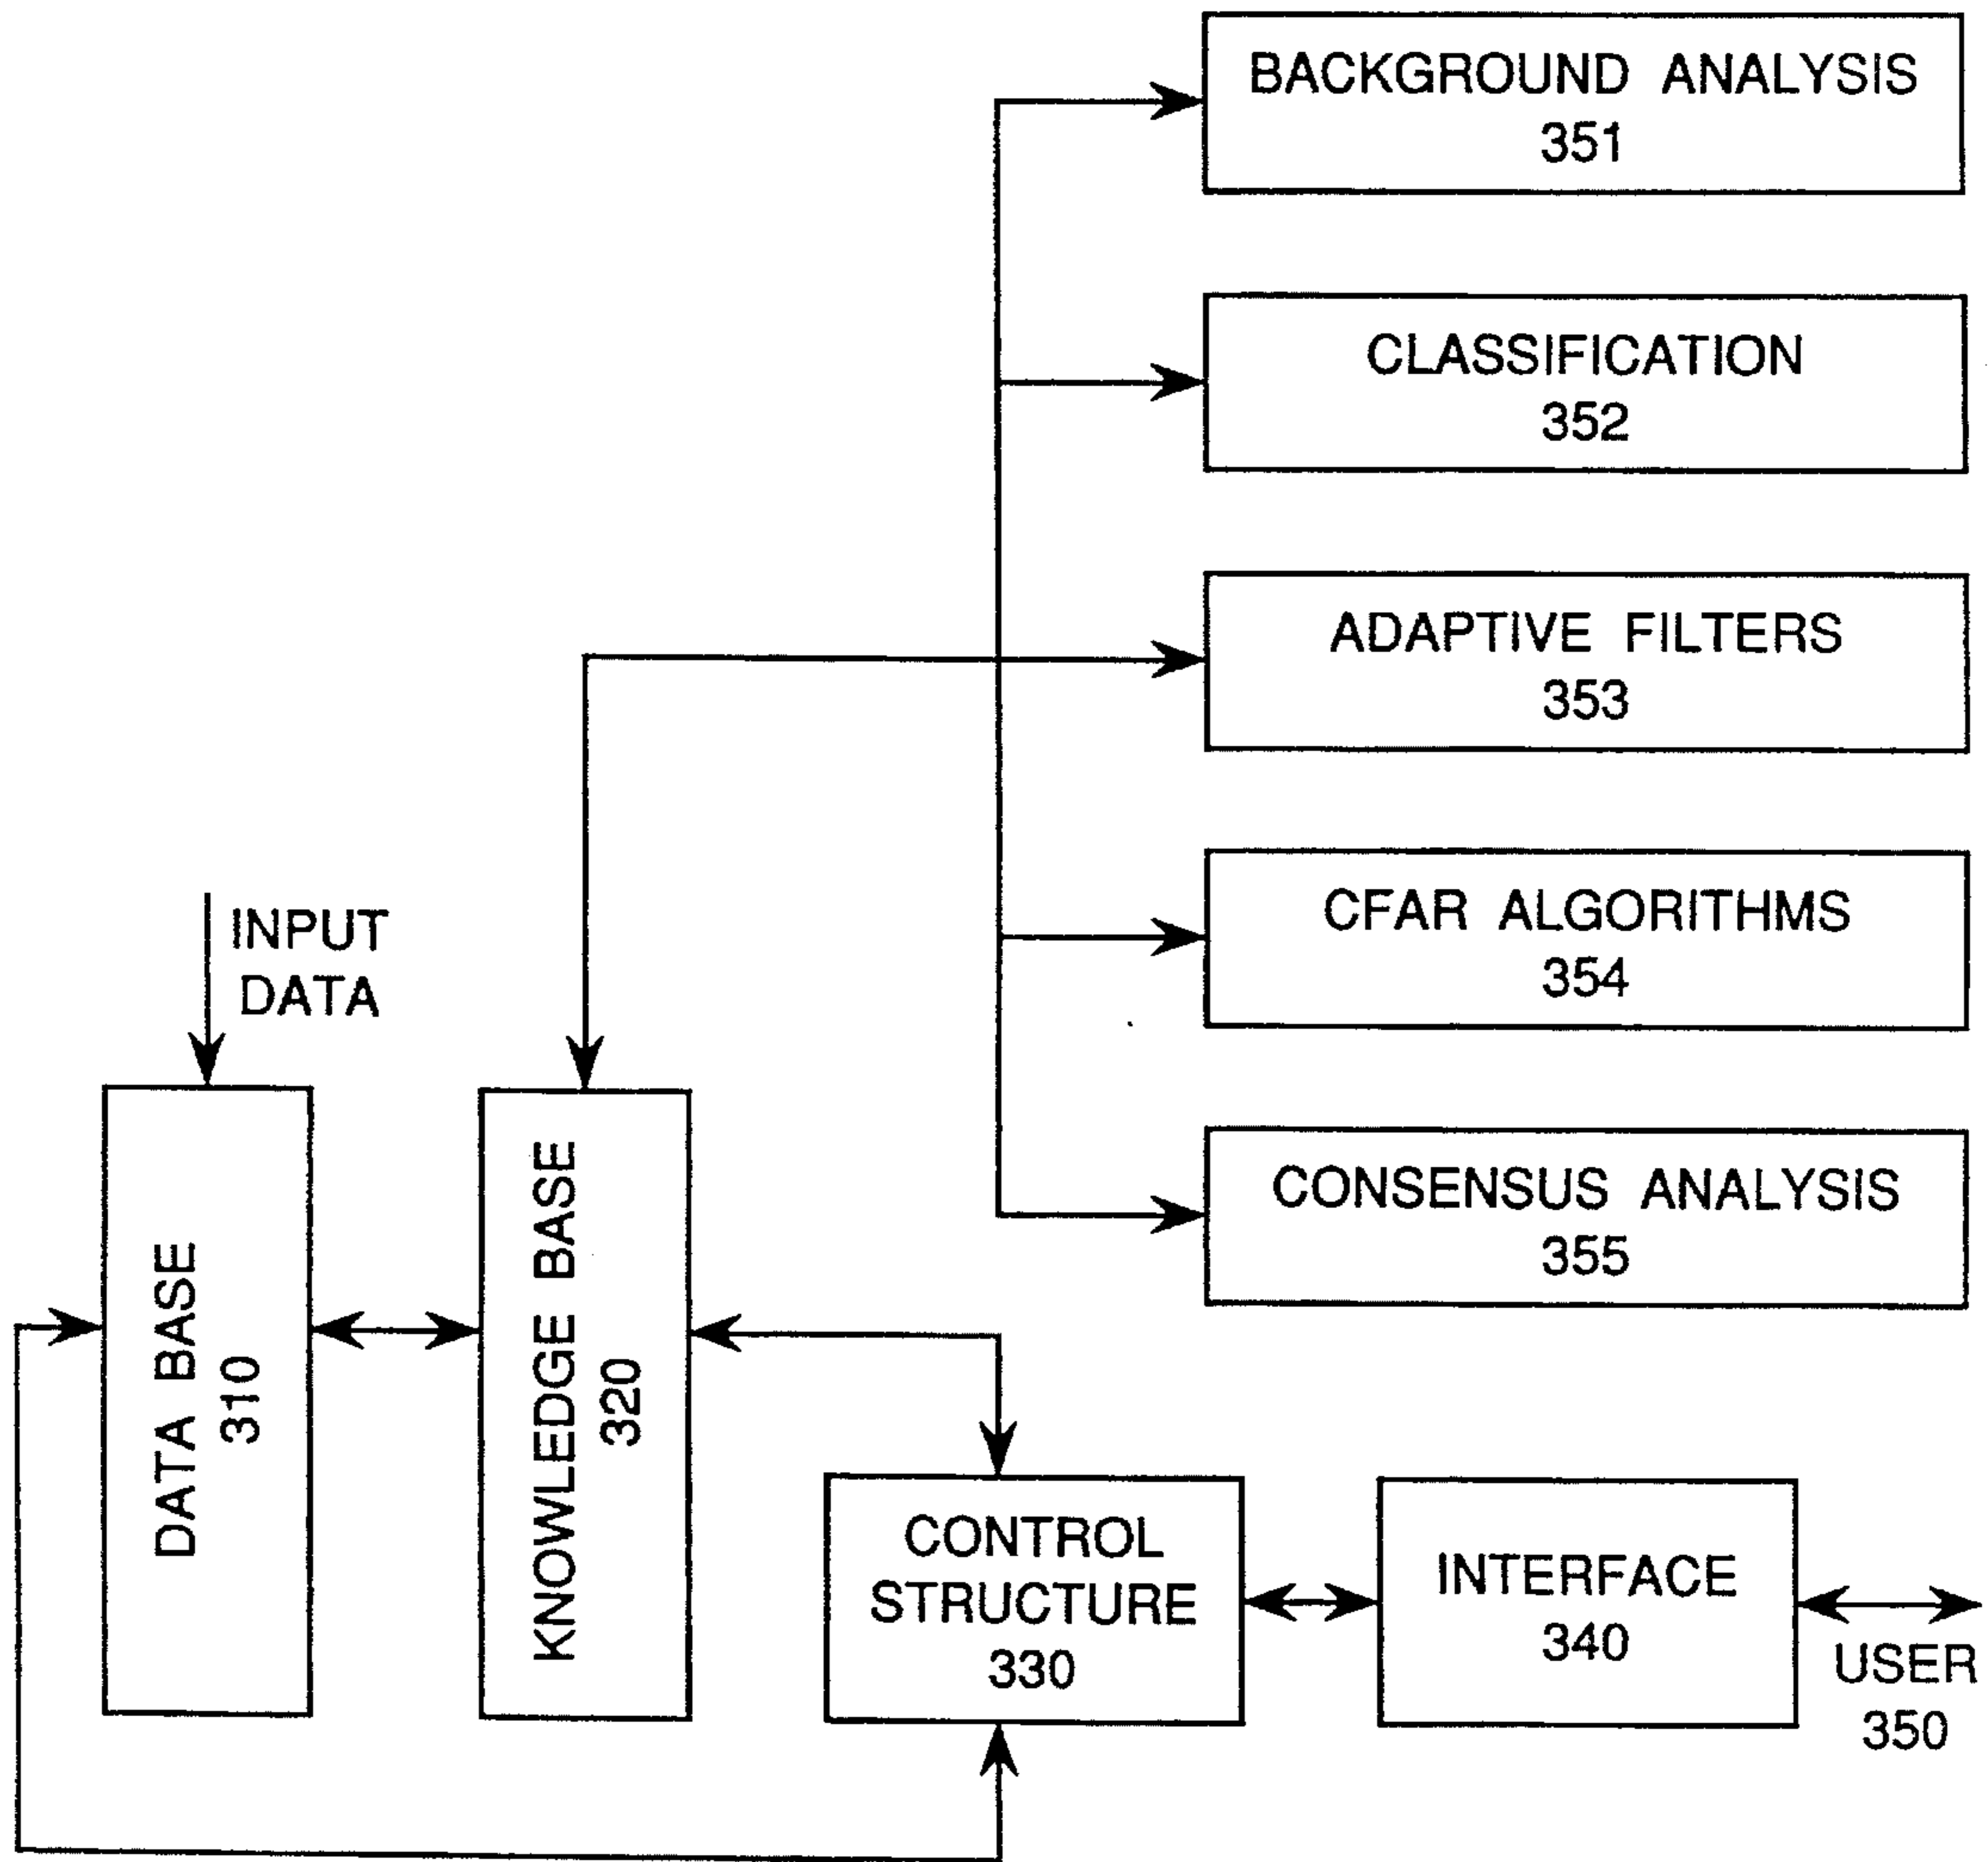 BACKGROUND ANALYSIS
351
CLASSIFICATION
352
ADAPTIVE FILTERS
353
CFAR ALGORITHMS
354
CONSENSUS ANALYSIS
355
INPUT
DATA
DATA BASE
310
KNOWLEDGE BASE
320
CONTROL
STRUCTURE
330
INTERFACE
340
USER
350